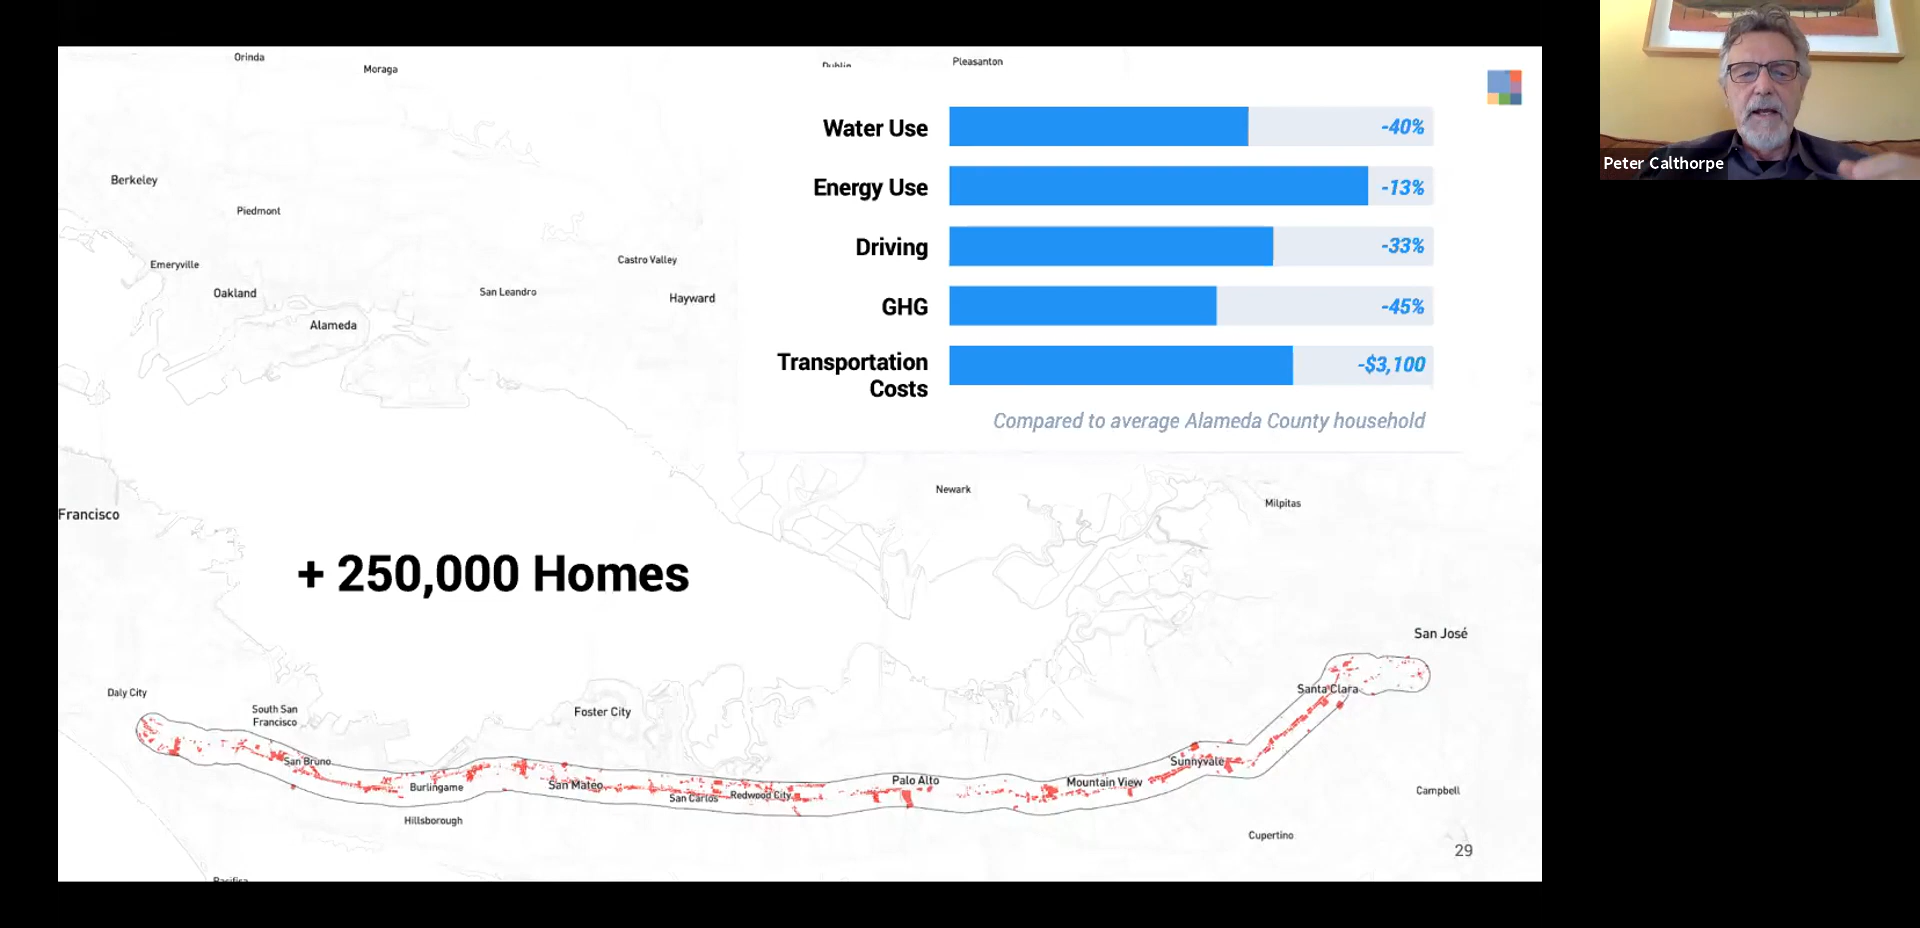 Orinda
Moraga
Dublin
Pleasanton
Water Use
-40%
Energy Use
-13%
Driving
-33%
GHG
-45%
Transportation
Costs
-$3,100
Compared to average Alameda County household
Peter Calthorpe
Berkeley
Piedmont
Emeryville
Oakland
Alameda
San Leandro
Castro Valley
Hayward
Newark
Milpitas
Francisco
+ 250,000 Homes
San José
Daly City
South San
Francisco
Foster City
Santa Clara
San Bruno
Burlingame
San Mateo
San Carlos
Redwood City
Palo Alto
Mountain View
Sunnyvale
Hillsborough
Campbell
Cupertino
29
Pacifica